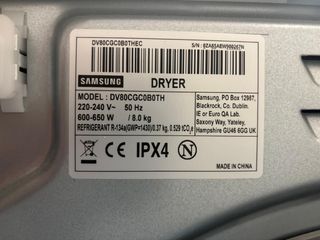 DV80CGC0B0THEC
S/N : 0ZAS5AEW900267N
SAMSUNG
DRYER
MODEL : DV80CGC0B0TH
220-240 V~ 50 Hz
600-650 W / 8.0 kg
REFRIGERANT R-134a(GWP=1430)/0.37 kg, 0.529 tCO₂e
Samsung, PO Box 12987,
Blackrock, Co. Dublin.
IE or Euro QA Lab.
Saxony Way, Yateley,
Hampshire GU46 6GG UK
CE IPX4 N
MADE IN CHINA